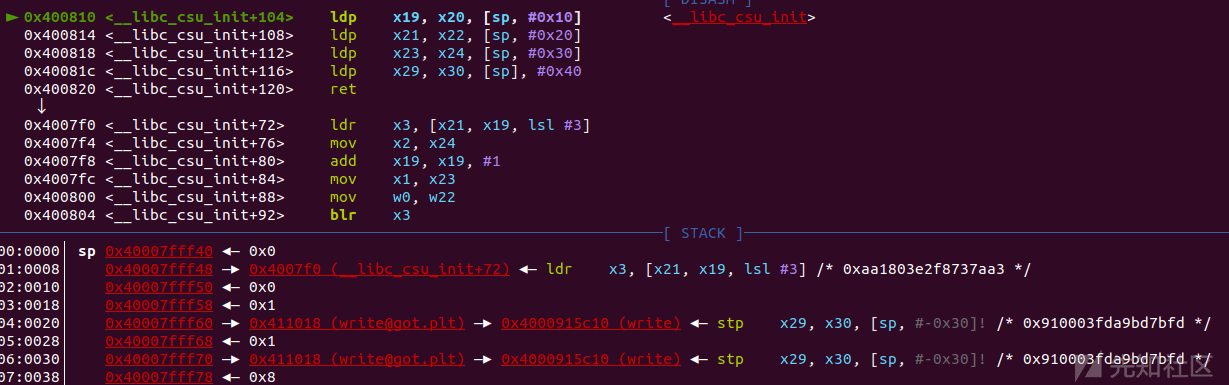 [ DISASM ]
► 0x400810 <__libc_csu_init+104> ldp x19, x20, [sp, #0x10] <__libc_csu_init>
0x400814 <__libc_csu_init+108> ldp x21, x22, [sp, #0x20]
0x400818 <__libc_csu_init+112> ldp x23, x24, [sp, #0x30]
0x40081c <__libc_csu_init+116> ldp x29, x30, [sp], #0x40
0x400820 <__libc_csu_init+120> ret
↓
0x4007f0 <__libc_csu_init+72> ldr x3, [x21, x19, lsl #3]
0x4007f4 <__libc_csu_init+76> mov x2, x24
0x4007f8 <__libc_csu_init+80> add x19, x19, #1
0x4007fc <__libc_csu_init+84> mov x1, x23
0x400800 <__libc_csu_init+88> mov w0, w22
0x400804 <__libc_csu_init+92> blr x3
[ STACK ]
00:0000│ sp 0x40007fff40 ◂— 0x0
01:0008│ 0x40007fff48 —▸ 0x4007f0 (__libc_csu_init+72) ◂— ldr x3, [x21, x19, lsl #3] /* 0xaa1803e2f8737aa3 */
02:0010│ 0x40007fff50 ◂— 0x0
03:0018│ 0x40007fff58 ◂— 0x1
04:0020│ 0x40007fff60 —▸ 0x411018 (write@got.plt) —▸ 0x4000915c10 (write) ◂— stp x29, x30, [sp, #-0x30]! /* 0x910003fda9bd7bfd */
05:0028│ 0x40007fff68 ◂— 0x1
06:0030│ 0x40007fff70 —▸ 0x411018 (write@got.plt) —▸ 0x4000915c10 (write) ◂— stp x29, x30, [sp, #-0x30]! /* 0x910003fda9bd7bfd */
07:0038│ 0x40007fff78 ◂— 0x8
先知社区